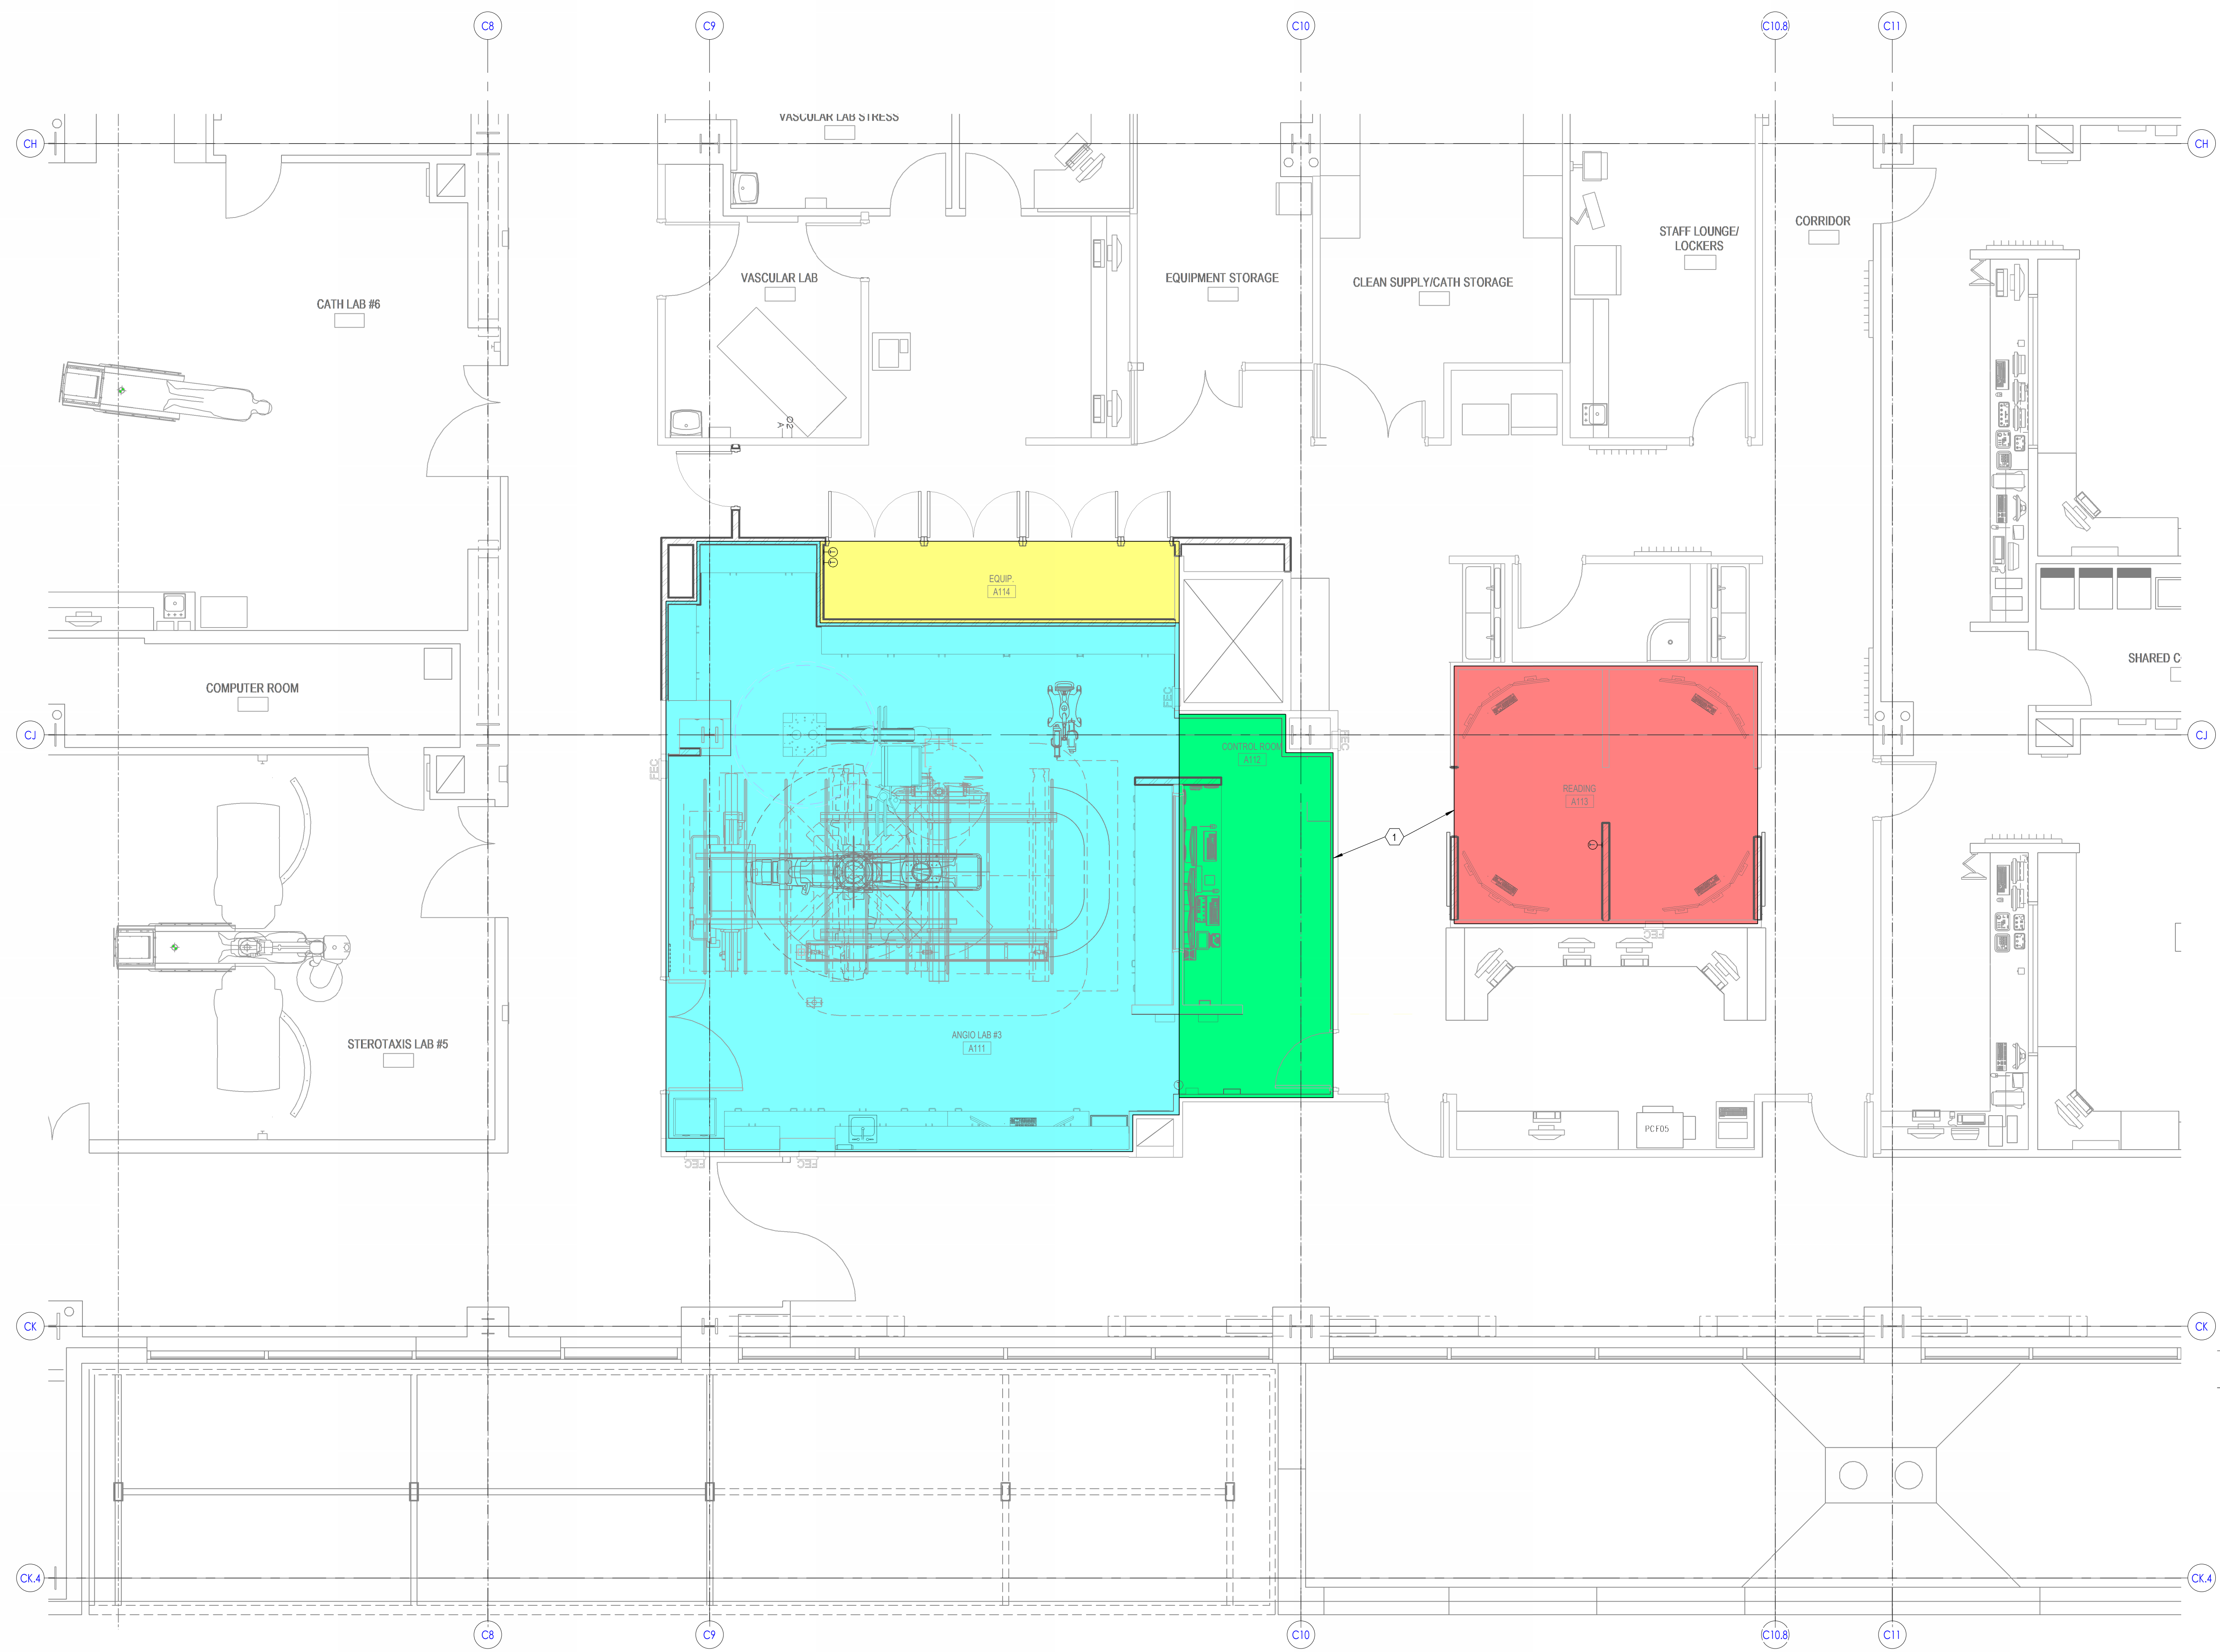 C8
C9
C10
C10.8
C11
CH
CH
VASCULAR LAB STRESS
CORRIDOR
STAFF LOUNGE/
LOCKERS
VASCULAR LAB
EQUIPMENT STORAGE
CLEAN SUPPLY/CATH STORAGE
CATH LAB #6
O2
A
EQUIP.
A114
SHARED C
COMPUTER ROOM
FEC
CJ
CJ
FEC
CONTROL ROOM
A112
FEC
READING
A113
1
FEC
ANGIO LAB #3
A111
STEROTAXIS LAB #5
PCF05
FEC
FEC
CK
CK
CK.4
CK.4
C8
C9
C10
C10.8
C11